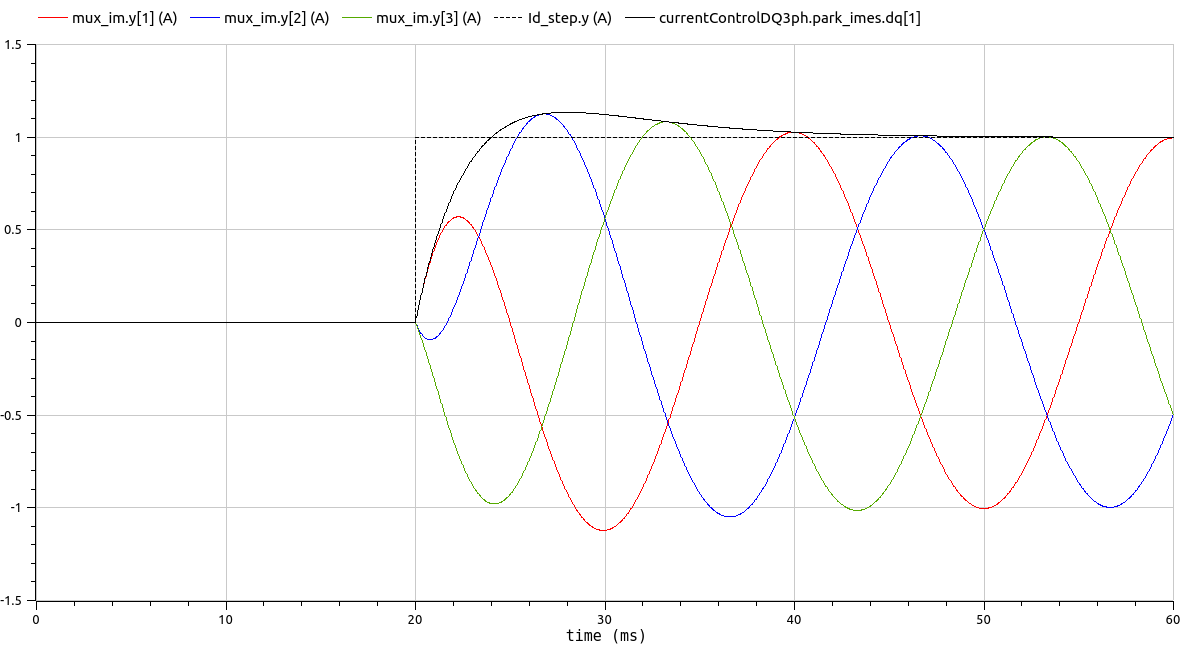 mux_im.y[1] (A) mux_im.y[2] (A) mux_im.y[3] (A) Id_step.y (A) currentControlDQ3ph.park_imes.dq[1]
1.5
1
0.5
0
-0.5
-1
-1.5
0 10 20 30 40 50 60
time (ms)